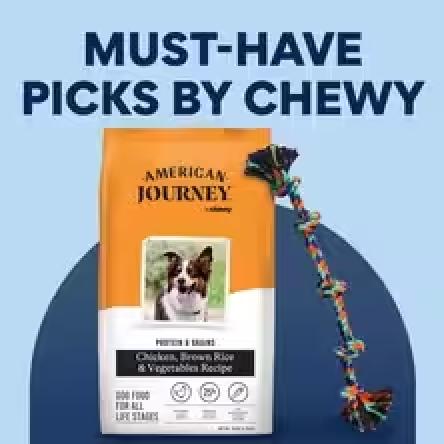 MUST-HAVE
PICKS BY CHEWY
AMERICAN
JOURNEY
by chewy
PROTEIN & GRAINS
Chicken, Brown Rice
& Vegetables Recipe
25%
DOG FOOD
FOR ALL
LIFE STAGES